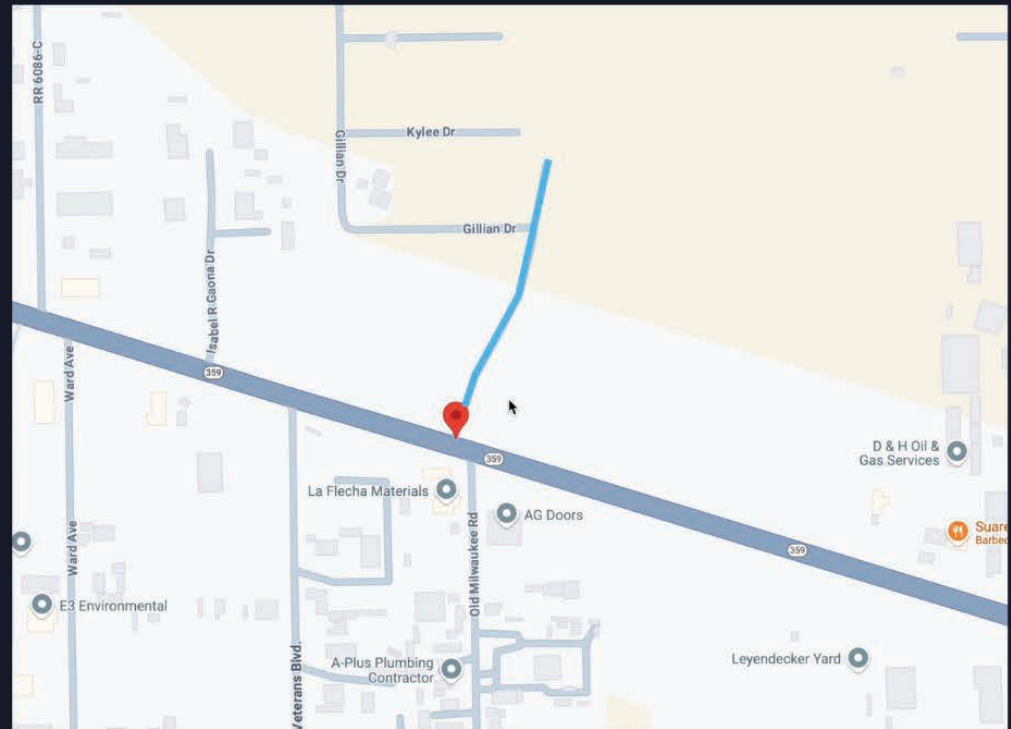 RR 6086-C
Gillian Dr
Kylee Dr
Gillian Dr
Isabel R Gaona Dr
Ward Ave
359
359
D & H Oil &
Gas Services
La Flecha Materials
AG Doors
Suare
Barbec
359
Ward Ave
Old Milwaukee Rd
E3 Environmental
A-Plus Plumbing
Contractor
Leyendecker Yard
Veterans Blvd.